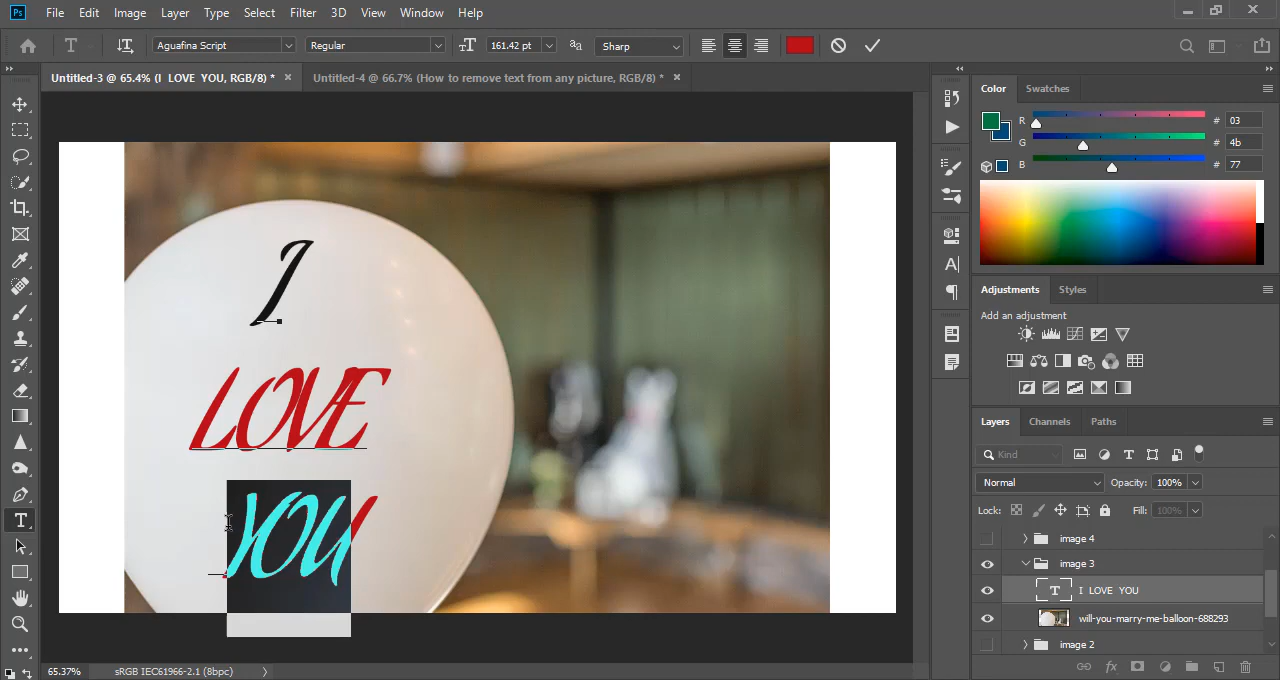 Ps File Edit Image Layer Type Select Filter 3D View Window Help
T Aguafina Script Regular 161.42 pt aa Sharp
Untitled-3 @ 65.4% (I LOVE YOU, RGB/8) * × Untitled-4 @ 66.7% (How to remove text from any picture, RGB/8) * ×
Color Swatches
R # 03
G # 4b
B # 77
I
LOVE
YOU
Adjustments Styles
Add an adjustment
Layers Channels Paths
Kind
Normal Opacity: 100%
Lock: Fill: 100%
image 4
image 3
T I LOVE YOU
will-you-marry-me-balloon-688293
image 2
65.37% sRGB IEC61966-2.1 (8bpc)